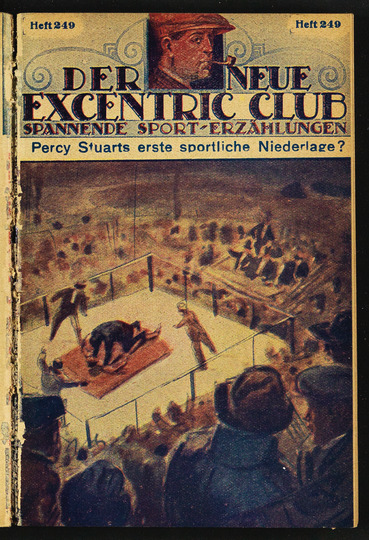 Heft 249
Heft 249
DER NEUE
EXCENTRIC CLUB
SPANNENDE SPORT-ERZÄHLUNGEN
Percy Stuarts erste sportliche Niederlage?